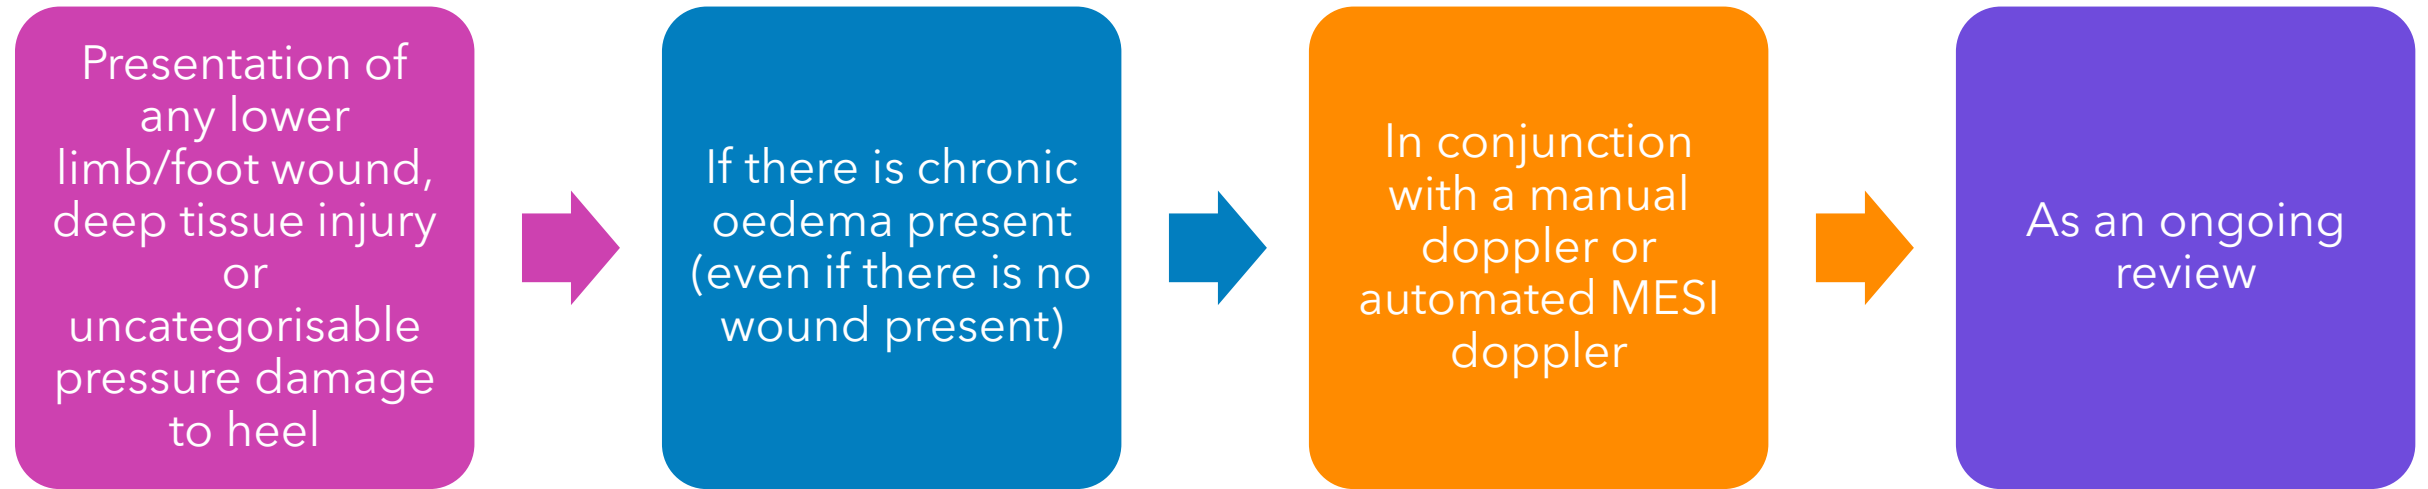 Presentation of
any lower
limb/foot wound,
deep tissue injury
or
uncategorisable
pressure damage
to heel
If there is chronic
oedema present
(even if there is no
wound present)
In conjunction
with a manual
doppler or
automated MESI
doppler
As an ongoing
review